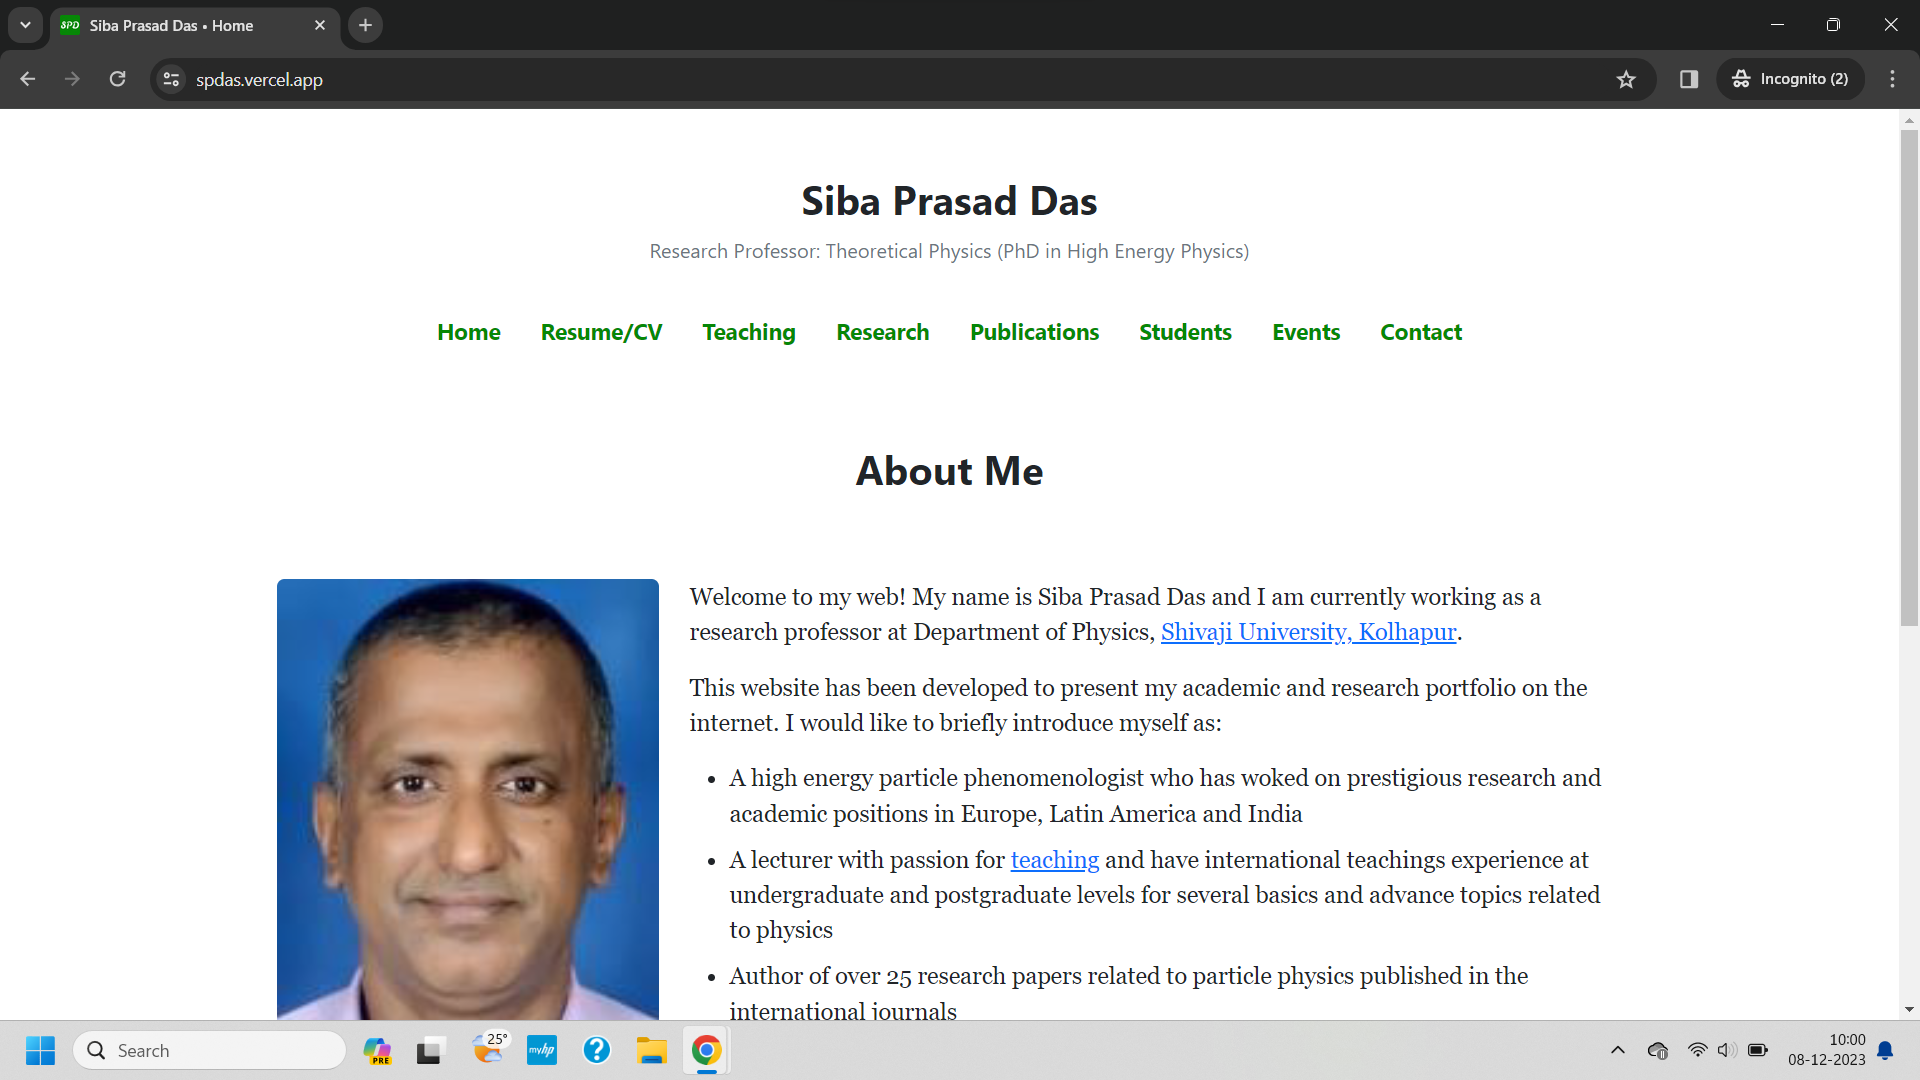 SPD Siba Prasad Das • Home
spdas.vercel.app
Incognito (2)
Siba Prasad Das
Research Professor: Theoretical Physics (PhD in High Energy Physics)
Home Resume/CV Teaching Research Publications Students Events Contact
About Me
Welcome to my web! My name is Siba Prasad Das and I am currently working as a
research professor at Department of Physics, Shivaji University, Kolhapur.
This website has been developed to present my academic and research portfolio on the
internet. I would like to briefly introduce myself as:
• A high energy particle phenomenologist who has woked on prestigious research and
academic positions in Europe, Latin America and India
• A lecturer with passion for teaching and have international teachings experience at
undergraduate and postgraduate levels for several basics and advance topics related
to physics
• Author of over 25 research papers related to particle physics published in the
international journals
Search
PRE
25°
myhp
?
10:00
08-12-2023